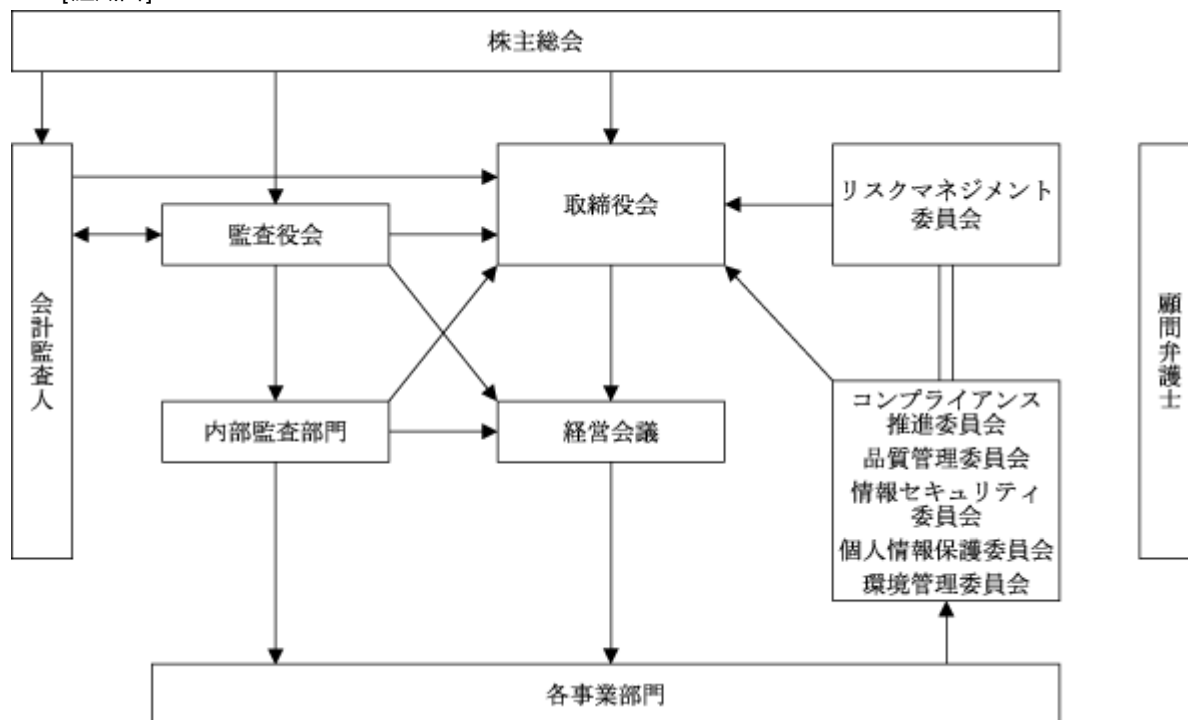 株主総会
取締役会
リスクマネジメント
委員会
監査役会
会計監査人
顧問弁護士
内部監査部門
経営会議
コンプライアンス
推進委員会
品質管理委員会
情報セキュリティ
委員会
個人情報保護委員会
環境管理委員会
各事業部門